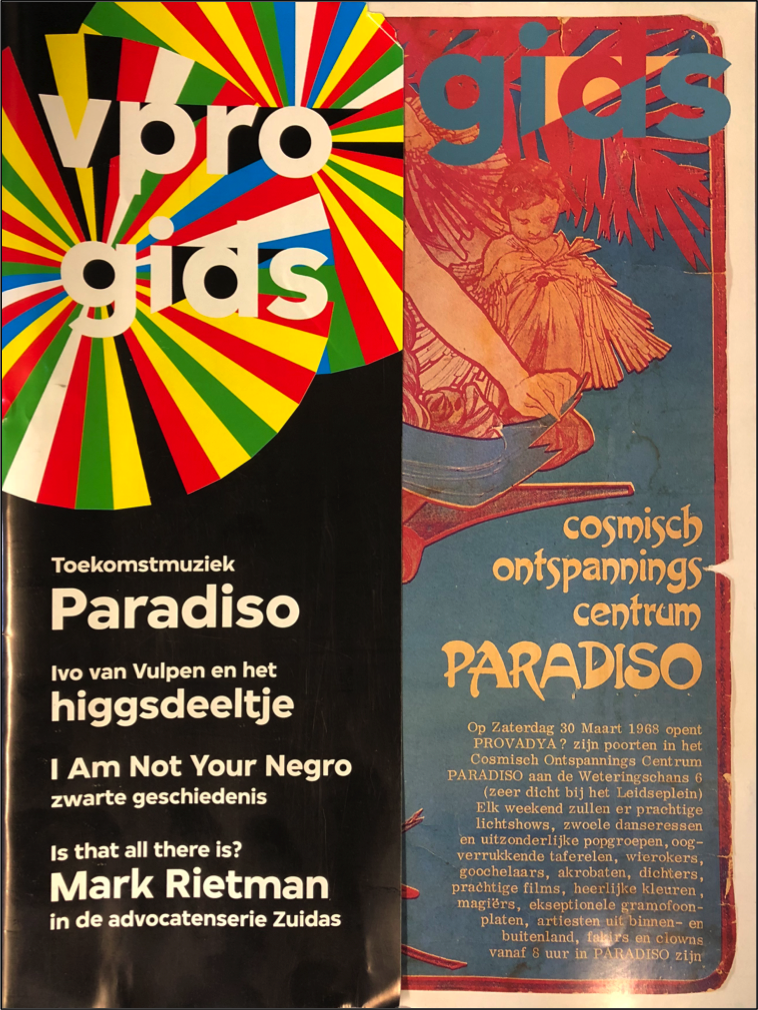 vpro
gids
Toekomstmuziek
Paradiso
Ivo van Vulpen en het
higgsdeeltje
I Am Not Your Negro
zwarte geschiedenis
Is that all there is?
Mark Rietman
in de advocatenserie Zuidas
gids
cosmisch
ontspannings
centrum
PARADISO
Op Zaterdag 30 Maart 1968 opent
PROVADYA? zijn poorten in het
Cosmisch Ontspannings Centrum
PARADISO aan de Weteringschans 6
(zeer dicht bij het Leidseplein)
Elk weekend zullen er prachtige
lichtshows, zwoele danseressen
en uitzonderlijke popgroepen, oog-
verrukkende taferelen, wierokers,
goochelaars, akrobaten, dichters,
prachtige films, heerlijke kleuren,
magiërs, ekseptionele gramofoon-
platen, artiesten uit binnen- en
buitenland, fakirs en clowns
vanaf 8 uur in PARADISO zijn